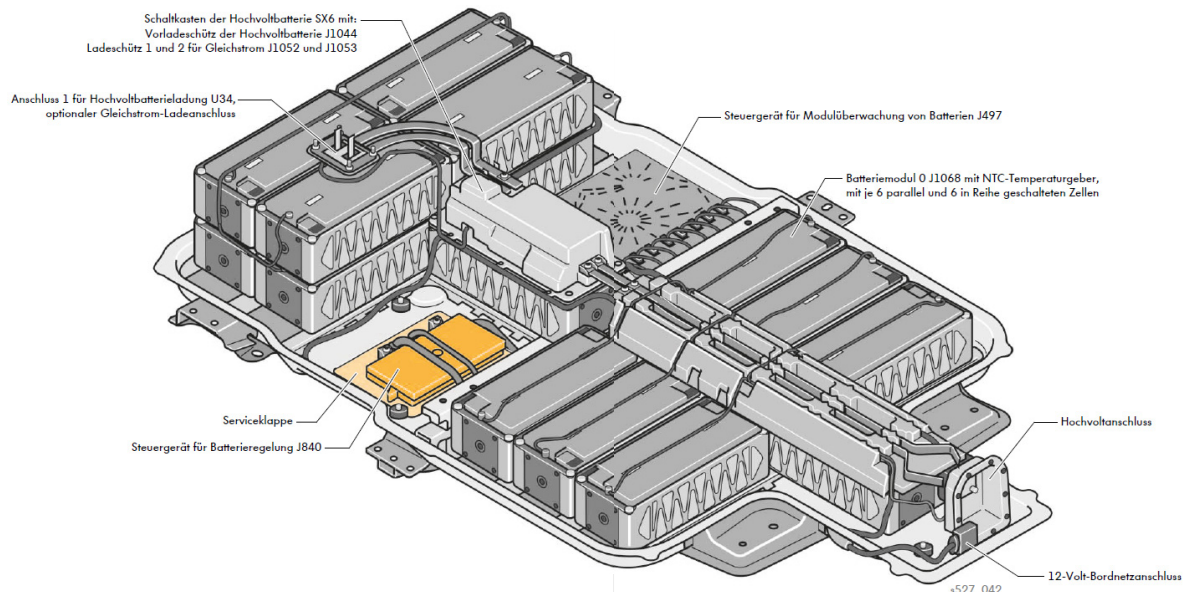 Schaltkasten der Hochvoltbatterie SX6 mit:
Vorladeschütz der Hochvoltbatterie J1044
Ladeschütz 1 und 2 für Gleichstrom J1052 und J1053
Anschluss 1 für Hochvoltbatterieladung U34,
optionaler Gleichstrom-Ladeanschluss
Steuergerät für Modulüberwachung von Batterien J497
Batteriemodul 0 J1068 mit NTC-Temperaturgeber,
mit je 6 parallel und 6 in Reihe geschalteten Zellen
Serviceklappe
Steuergerät für Batterieregelung J840
Hochvoltanschluss
12-Volt-Bordnetzanschluss
s527_042